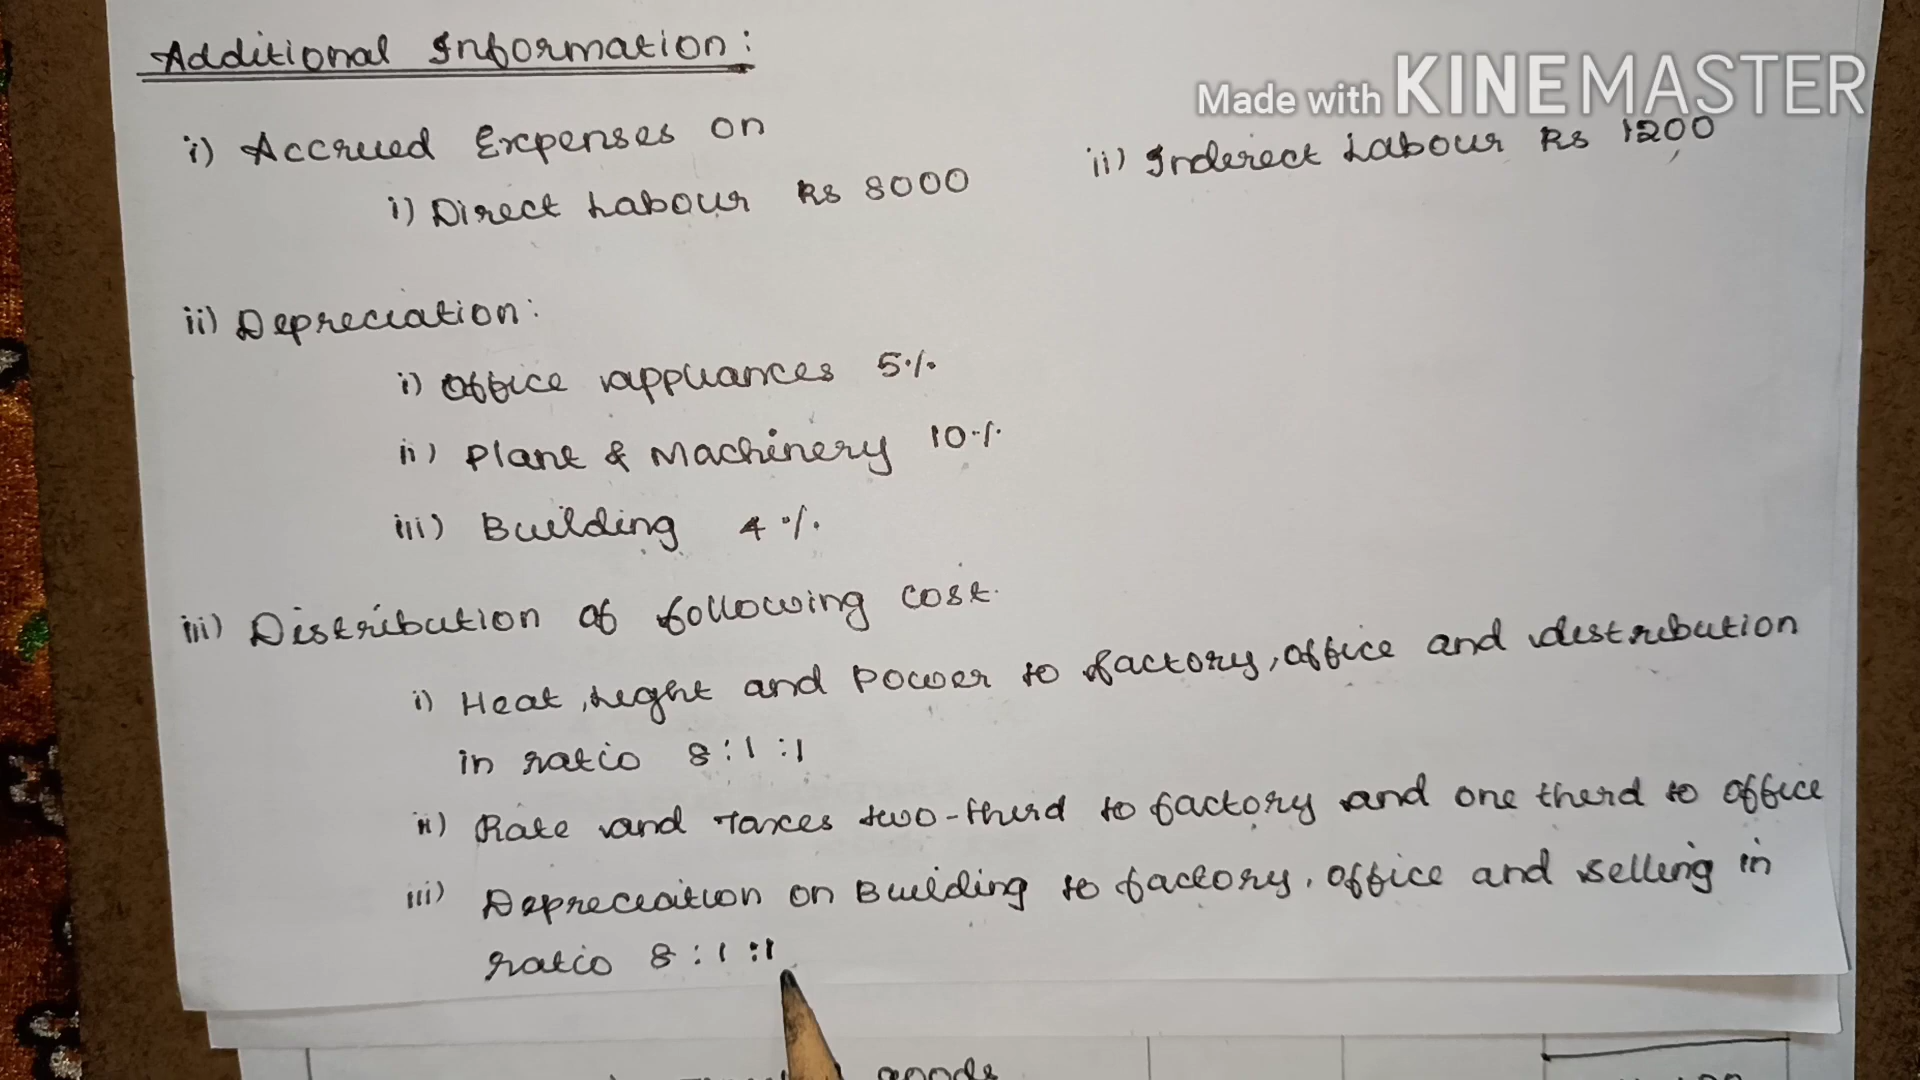 Additional Information:
Made with KINEMASTER
i) Accrued Expenses on
i) Direct Labour Rs 8000
ii) Indirect Labour Rs 1200
ii) Depreciation:
i) Office appliances 5%
ii) Plant & Machinery 10%
iii) Building 4%
iii) Distribution of following cost.
i) Heat, light and Power to factory, office and distribution
in ratio 8:1:1
ii) Rate and Taxes two-third to factory and one third to office
iii) Depreciation on Building to factory, office and selling in
ratio 8:1:1
goods